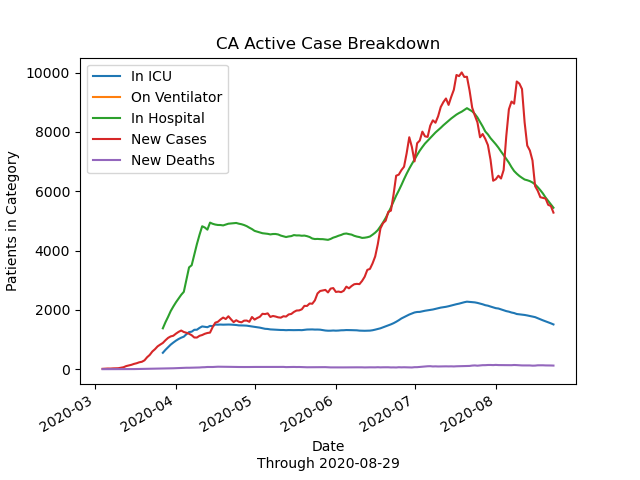 CA Active Case Breakdown
In ICU
On Ventilator
In Hospital
New Cases
New Deaths
Patients in Category
10000
8000
6000
4000
2000
0
2020-03
2020-04
2020-05
2020-06
2020-07
2020-08
Date
Through 2020-08-29